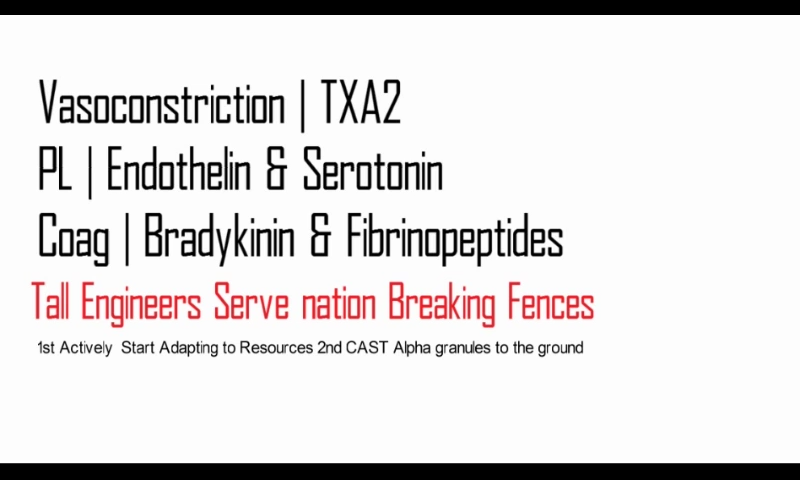 Vasoconstriction | TXA2
PL | Endothelin & Serotonin
Coag | Bradykinin & Fibrinopeptides
Tall Engineers Serve nation Breaking Fences
1st Actively Start Adapting to Resources 2nd CAST Alpha granules to the ground